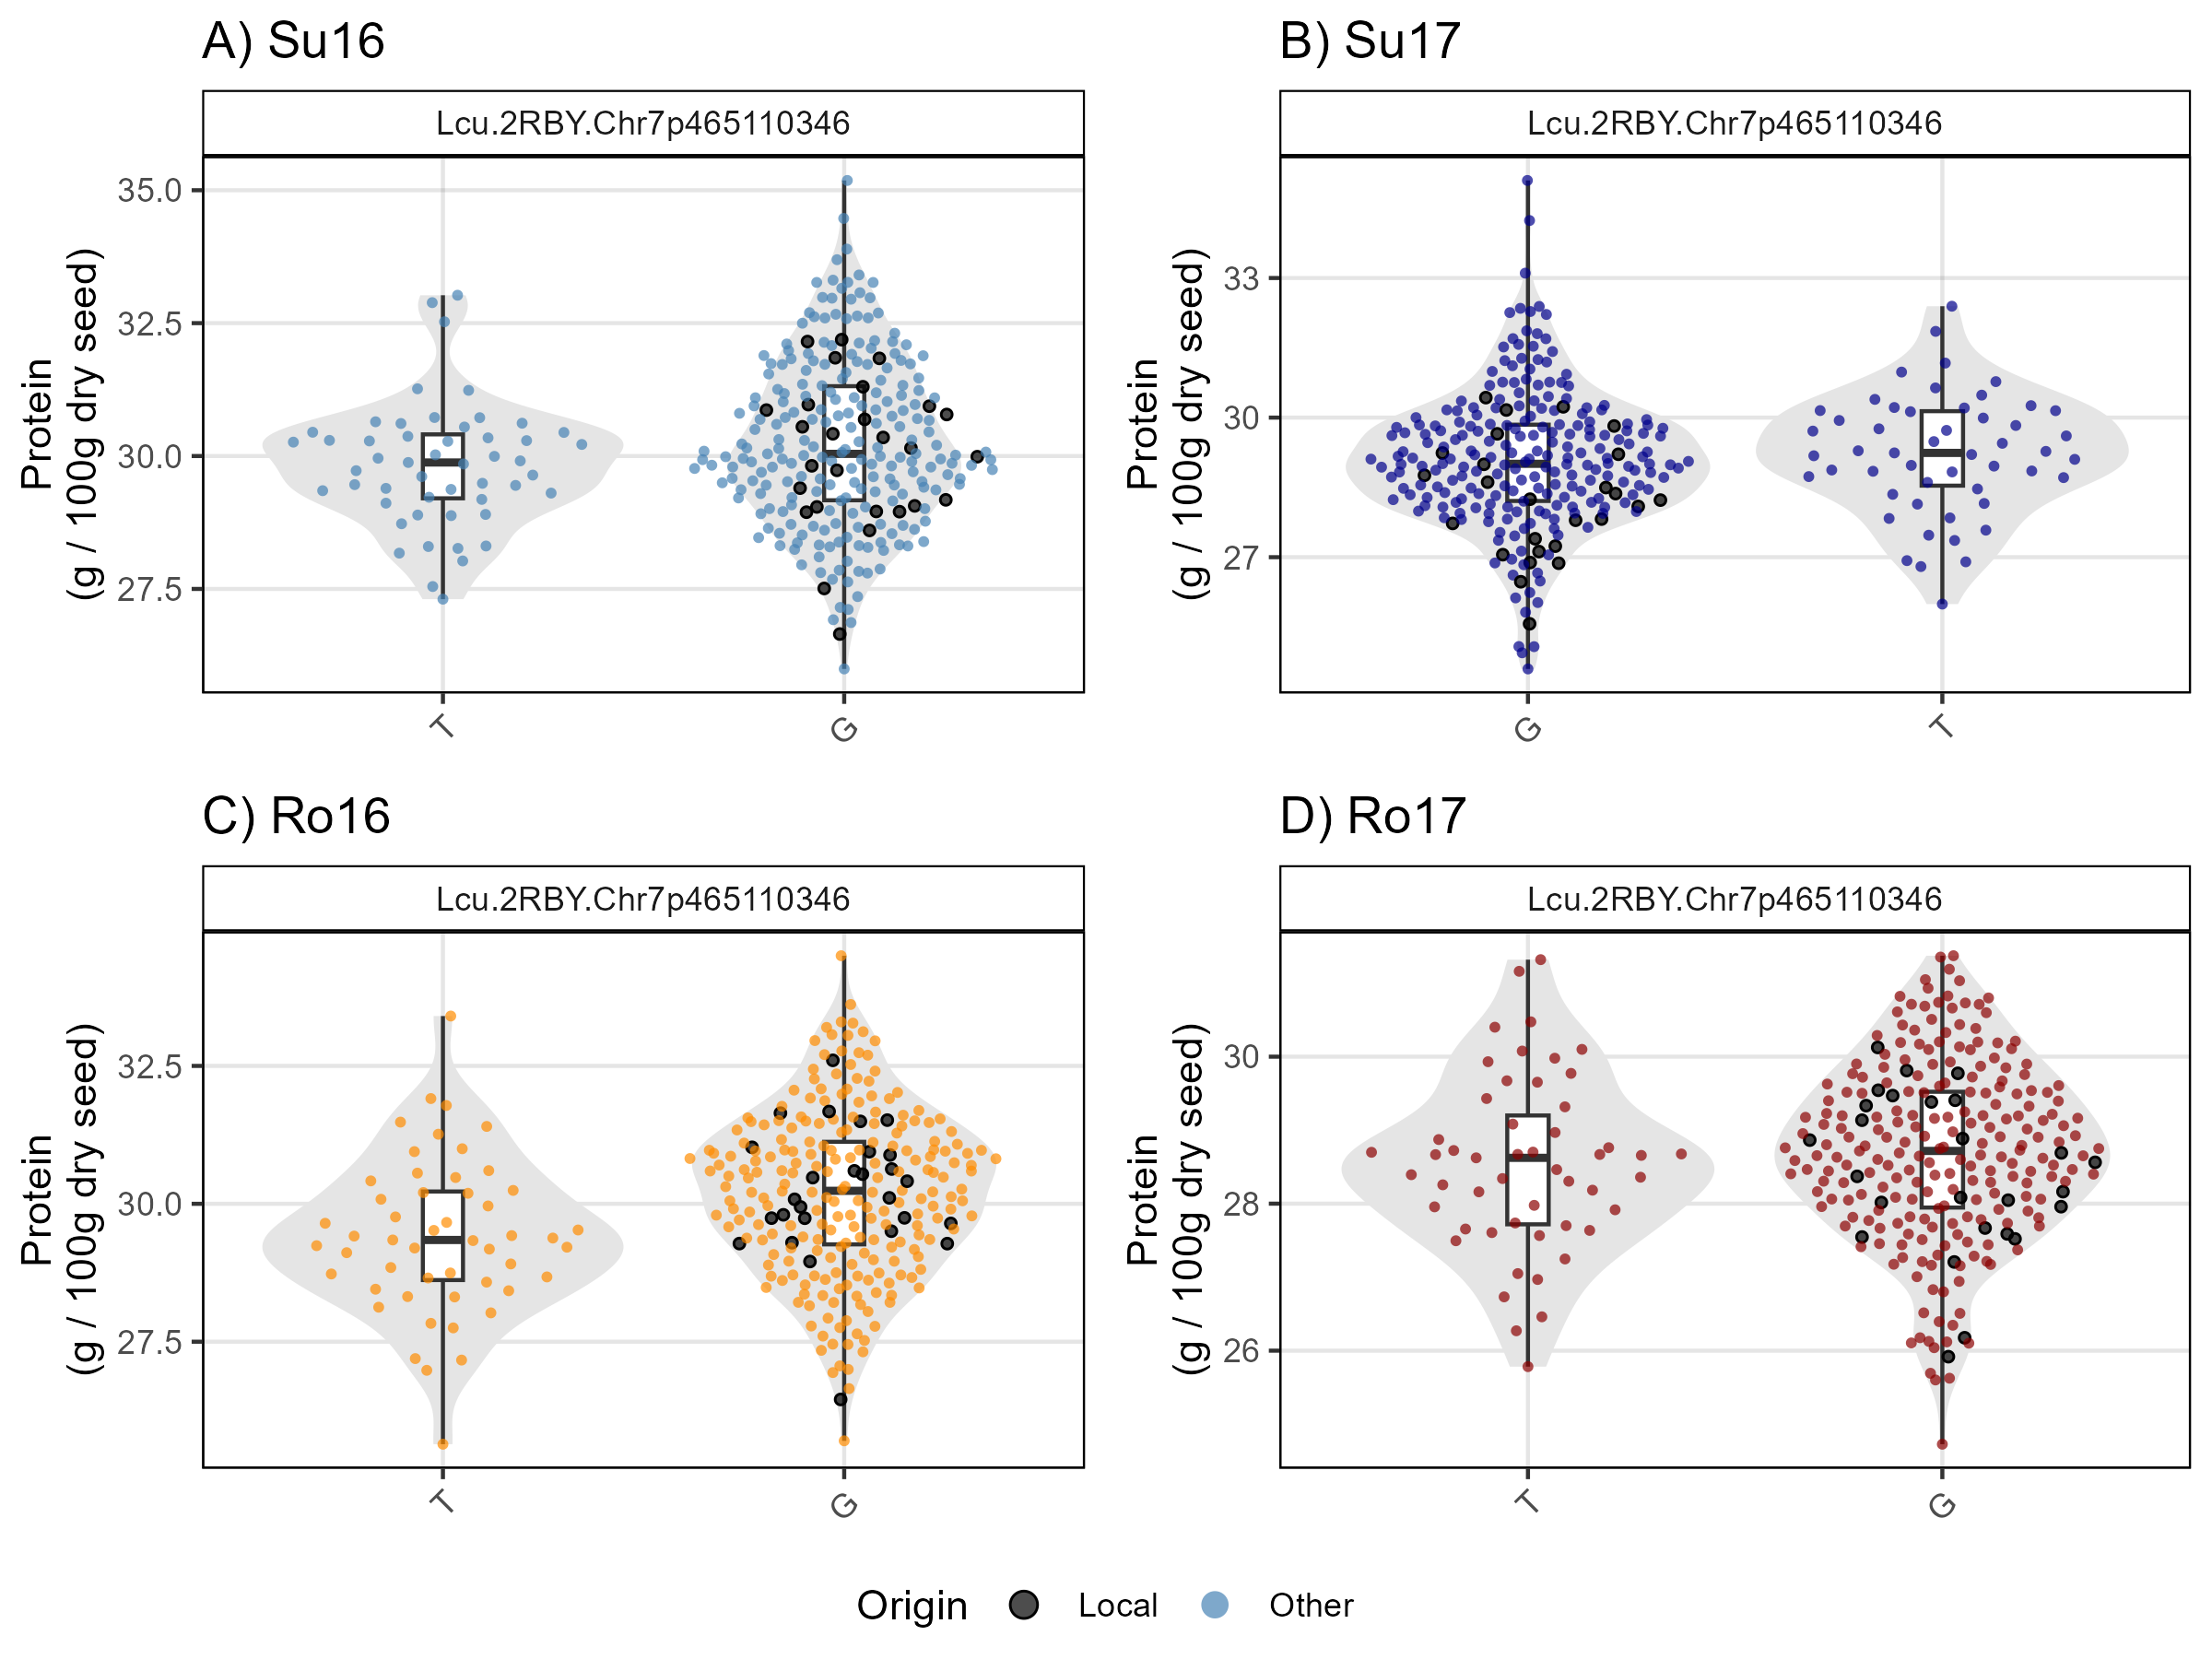 A) Su16
Lcu.2RBY.Chr7p465110346
Protein
(g / 100g dry seed)
35.0
32.5
30.0
27.5
T
G
B) Su17
Lcu.2RBY.Chr7p465110346
Protein
(g / 100g dry seed)
33
30
27
G
T
C) Ro16
Lcu.2RBY.Chr7p465110346
Protein
(g / 100g dry seed)
32.5
30.0
27.5
T
G
D) Ro17
Lcu.2RBY.Chr7p465110346
Protein
(g / 100g dry seed)
30
28
26
T
G
Origin
Local
Other